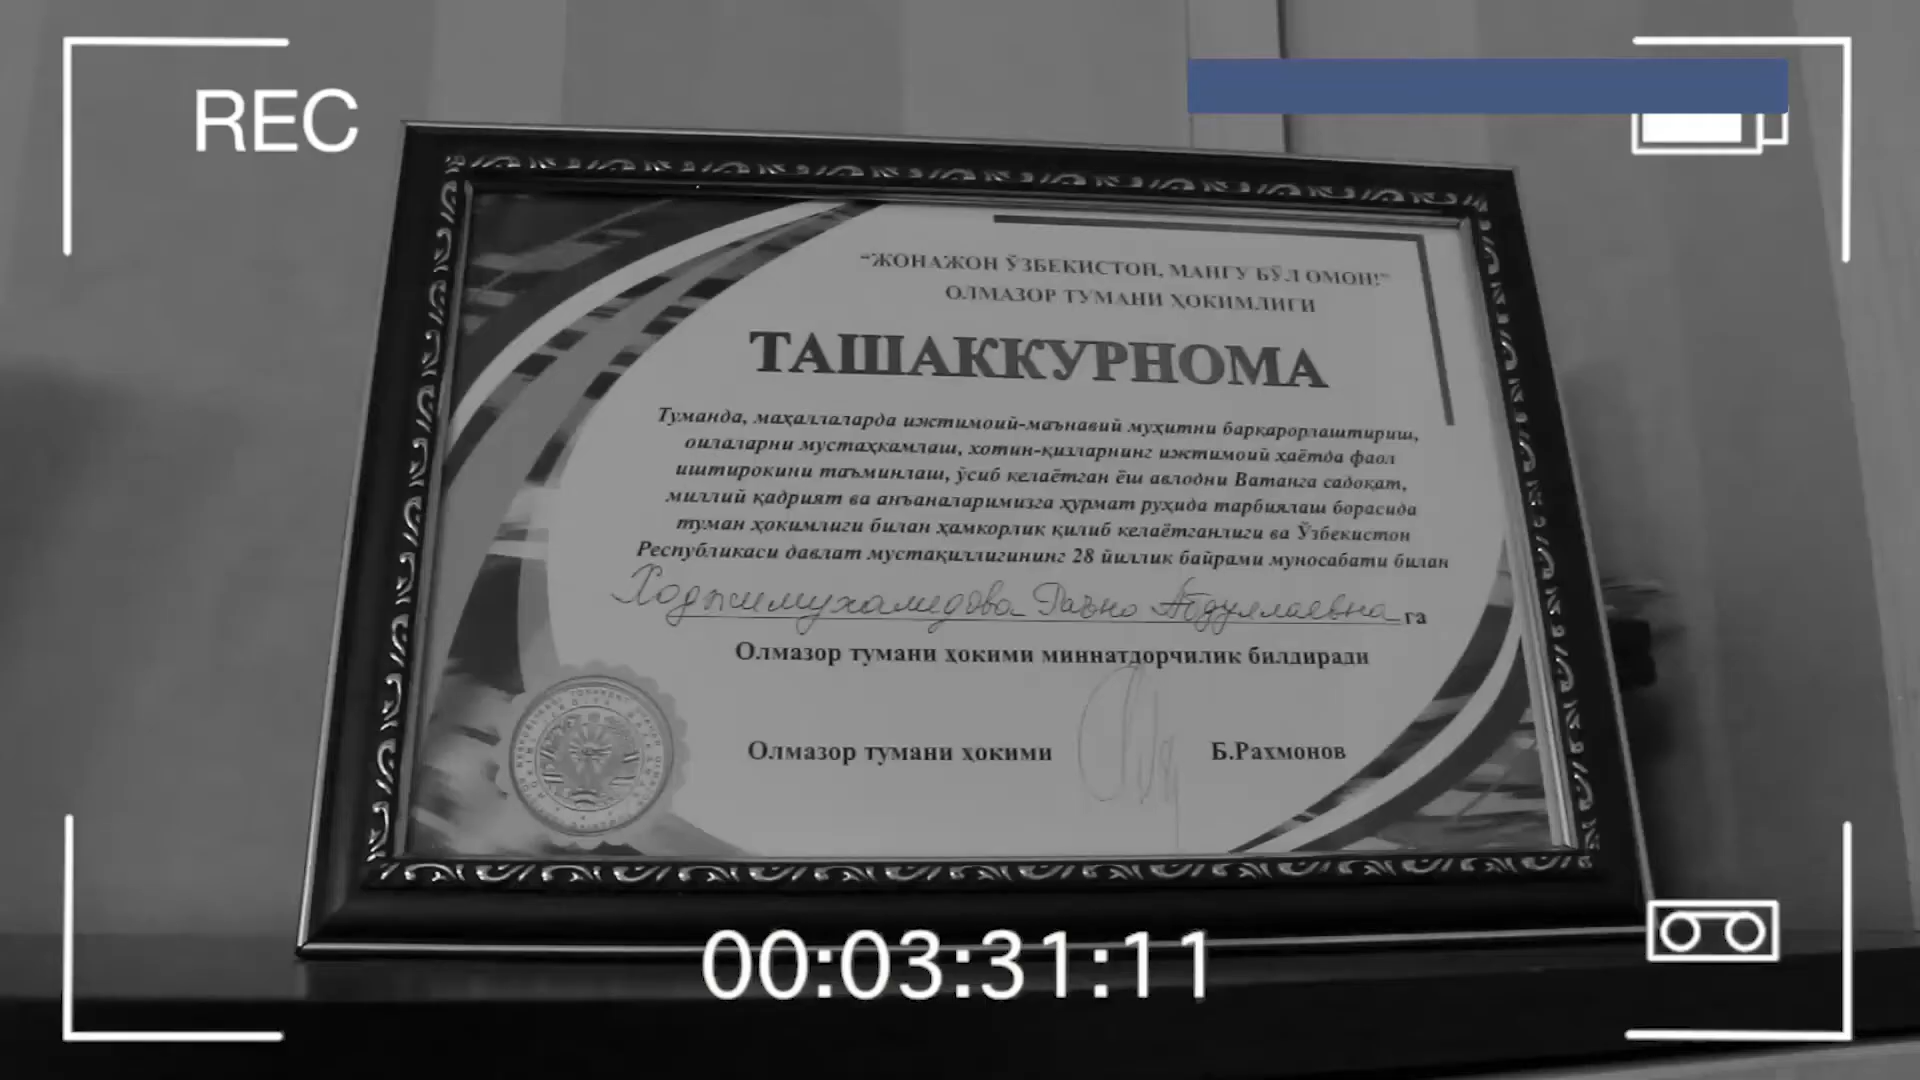 REC
“ЖОНАЖОН ЎЗБЕКИСТОН, МАНГУ БЎЛ ОМОН!”
ОЛМАЗОР ТУМАНИ ҲОКИМЛИГИ
ТАШАККУРНОМА
Туманда, маҳаллаларда ижтимоий-маънавий муҳитни барқарорлаштириш,
оилаларни мустаҳкамлаш, хотин-қизларнинг ижтимоий ҳаётда фаол
иштирокини таъминлаш, ўсиб келаётган ёш авлодни Ватанга садоқат,
миллий қадрият ва анъаналаримизга ҳурмат руҳида тарбиялаш борасида
туман ҳокимлиги билан ҳамкорлик қилиб келаётганлиги ва Ўзбекистон
Республикаси давлат мустақиллигининг 28 йиллик байрами муносабати билан
Ходжимухамедова Раъно Абдуллаевна га
Олмазор тумани ҳокими миннатдорчилик билдиради
Олмазор тумани ҳокими Б.Рахмонов
00:03:31:11